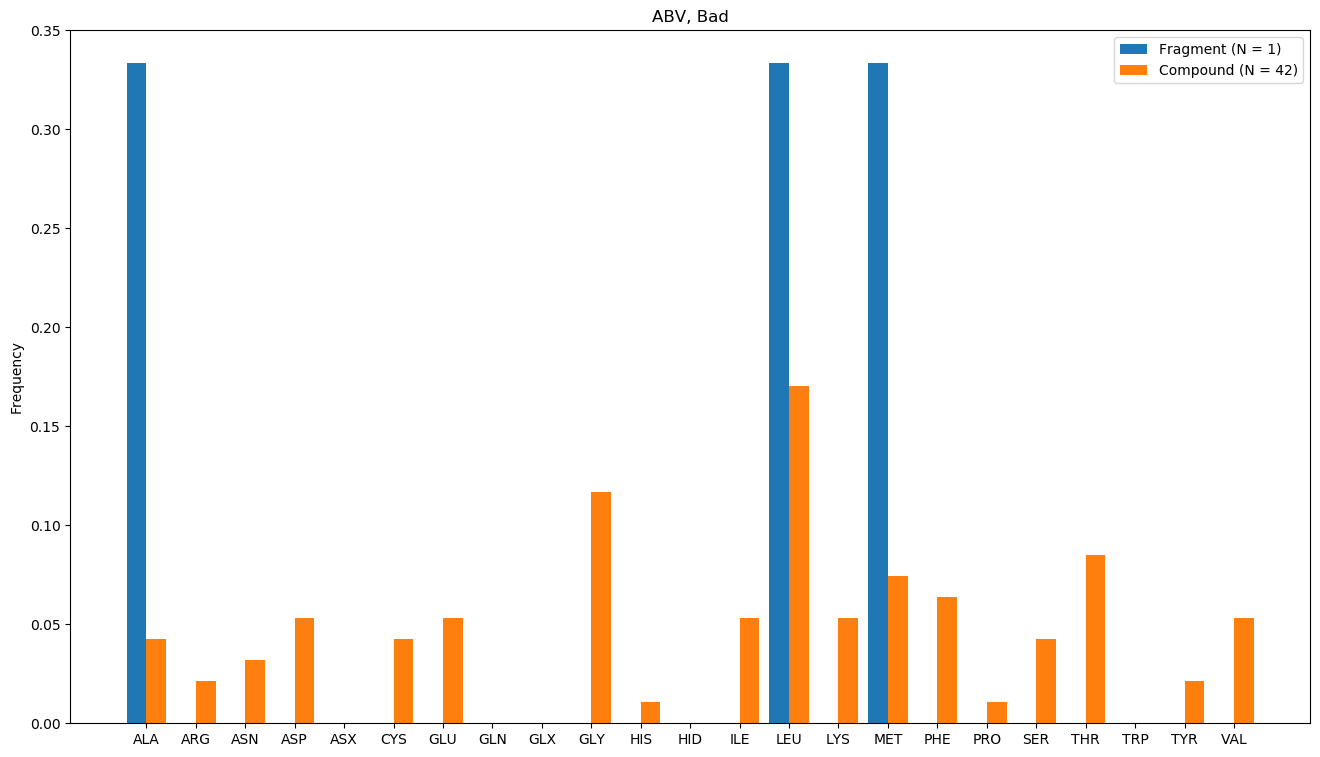 ABV, Bad
Fragment (N = 1)
Compound (N = 42)
Frequency
0.35
0.30
0.25
0.20
0.15
0.10
0.05
0.00
ALA ARG ASN ASP ASX CYS GLU GLN GLX GLY HIS HID ILE LEU LYS MET PHE PRO SER THR TRP TYR VAL